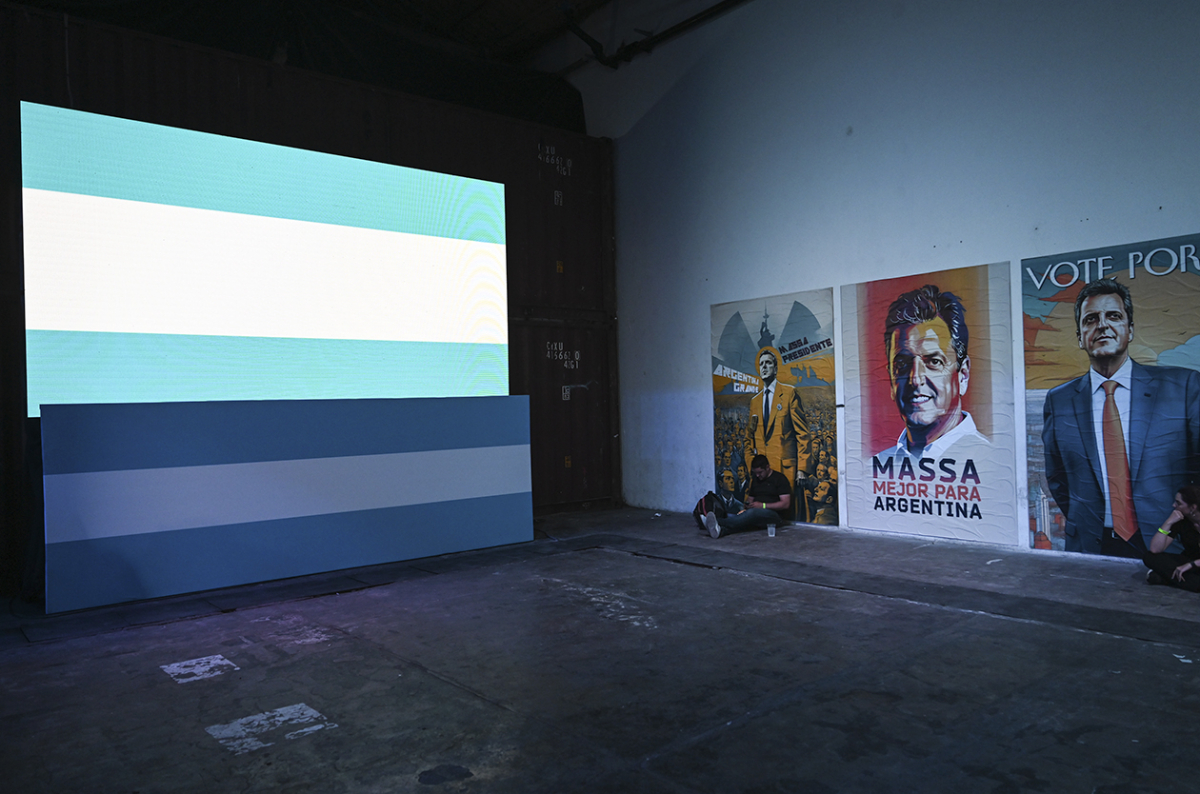 ARGENTINA
GRANDE
MASSA
PRESIDENTE
MASSA
MEJOR PARA
ARGENTINA
VOTE POR